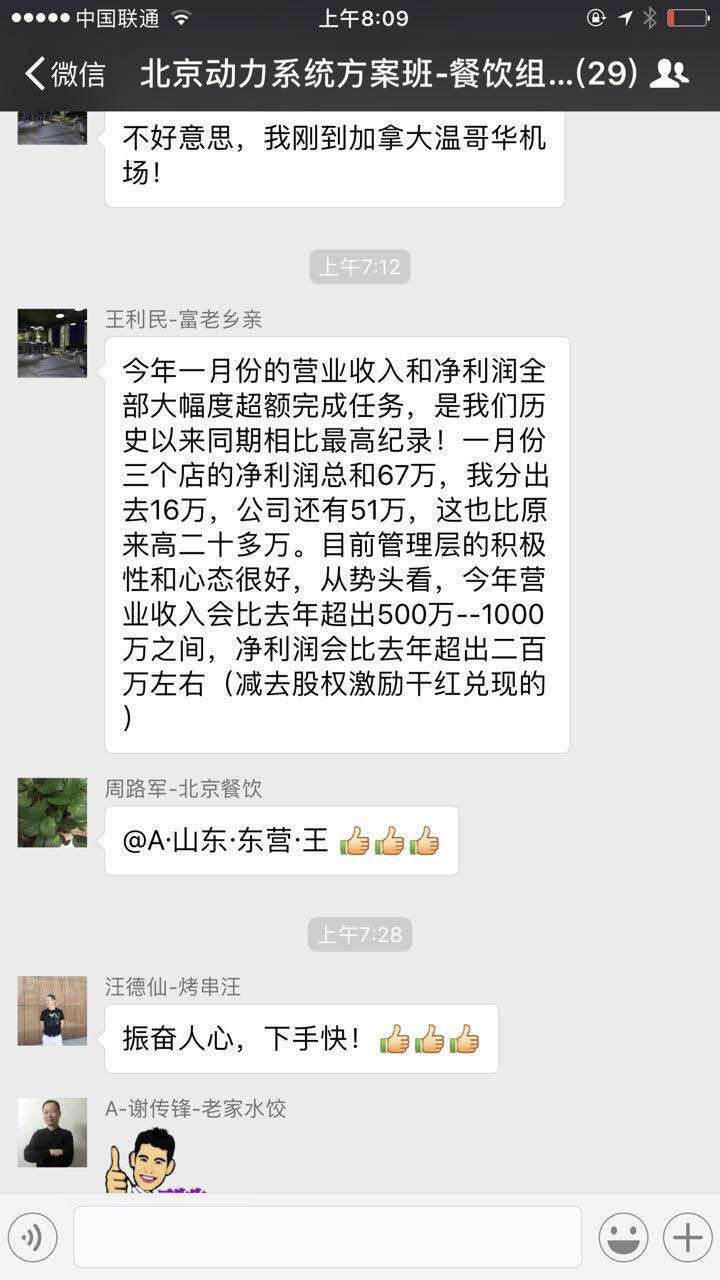 中国联通
上午8:09
微信
北京动力系统方案班-餐饮组...(29)
不好意思，我刚到加拿大温哥华机
场！
上午7:12
王利民-富老乡亲
今年一月份的营业收入和净利润全
部大幅度超额完成任务，是我们历
史以来同期相比最高纪录！一月份
三个店的净利润总和67万，我分出
去16万，公司还有51万，这也比原
来高二十多万。目前管理层的积极
性和心态很好，从势头看，今年营
业收入会比去年超出500万--1000
万之间，净利润会比去年超出二百
万左右（减去股权激励干红兑现的
）
周路军-北京餐饮
@A·山东·东营·王 👍👍👍
上午7:28
汪德仙-烤串汪
振奋人心，下手快！👍👍👍
A-谢传锋-老家水饺